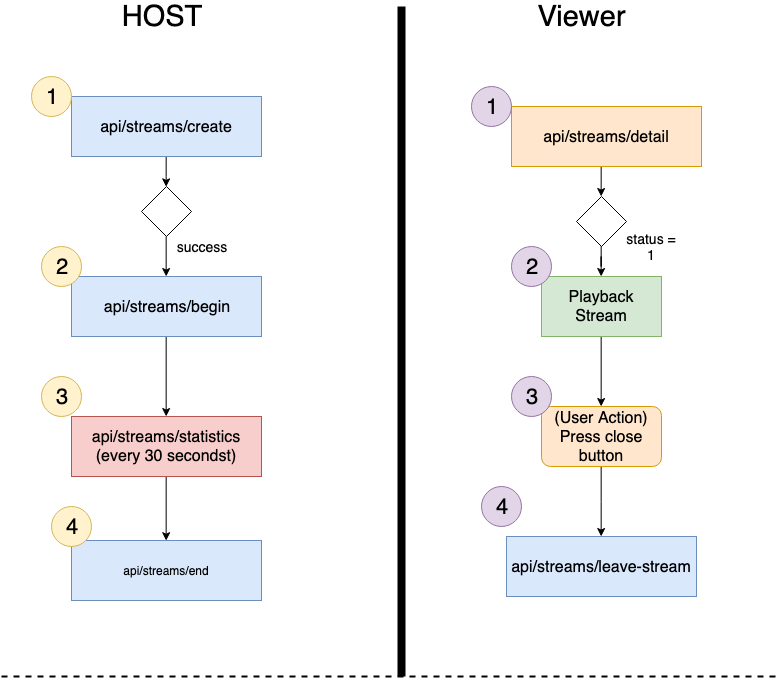 HOST
1
api/streams/create
success
2
api/streams/begin
3
api/streams/statistics
(every 30 secondst)
4
api/streams/end
Viewer
1
api/streams/detail
status =
1
2
Playback
Stream
3
(User Action)
Press close
button
4
api/streams/leave-stream